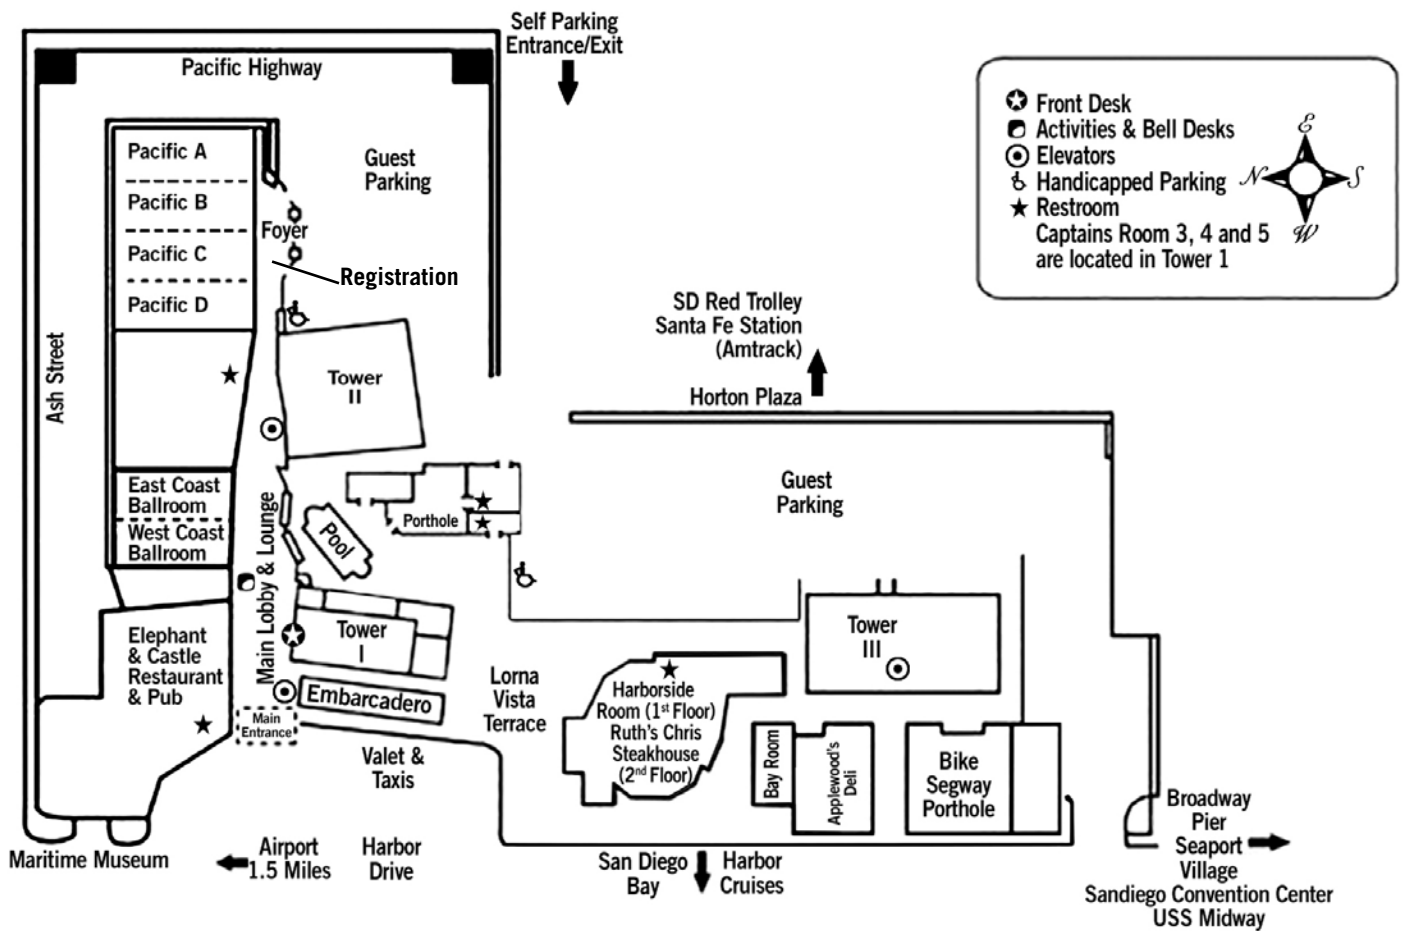 Self Parking
Entrance/Exit
Pacific Highway
Front Desk
Activities & Bell Desks
Elevators
Handicapped Parking
Restroom
Captains Room 3, 4 and 5
are located in Tower 1
E
N
S
W
Pacific A
Pacific B
Pacific C
Pacific D
Guest
Parking
Foyer
Registration
Ash Street
Tower
II
SD Red Trolley
Santa Fe Station
(Amtrack)
Horton Plaza
East Coast
Ballroom
West Coast
Ballroom
Main Lobby & Lounge
Pool
Porthole
Guest
Parking
Elephant
& Castle
Restaurant
& Pub
Tower
I
Embarcadero
Main
Entrance
Valet &
Taxis
Lorna
Vista
Terrace
Harborside
Room (1st Floor)
Ruth's Chris
Steakhouse
(2nd Floor)
Tower
III
Bay Room
Applewood's
Deli
Bike
Segway
Porthole
Maritime Museum
Airport
1.5 Miles
Harbor
Drive
San Diego
Bay
Harbor
Cruises
Broadway
Pier
Seaport
Village
Sandiego Convention Center
USS Midway